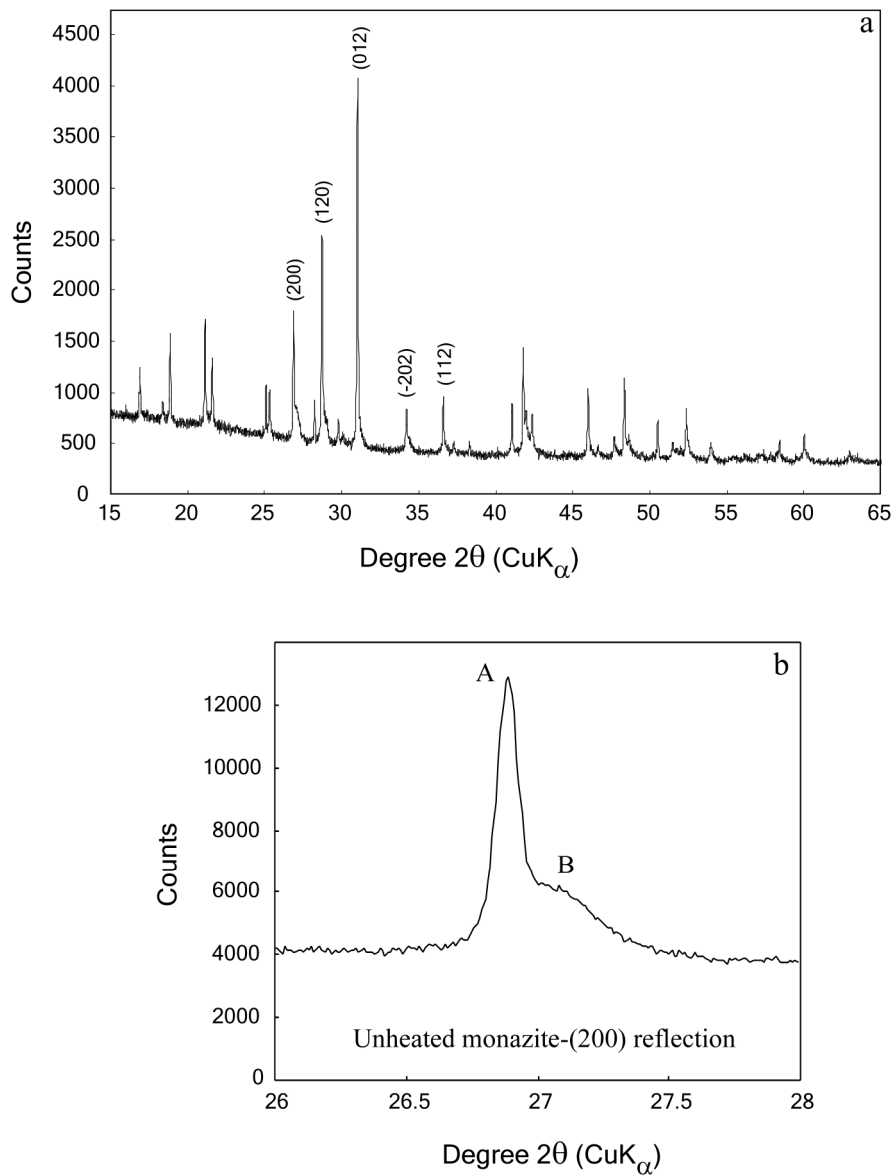 a
4500
4000
3500
3000
2500
2000
1500
1000
500
0
Counts
(200)
(120)
(012)
(-202)
(112)
15 20 25 30 35 40 45 50 55 60 65
Degree 2θ (CuKα)
b
A
B
12000
10000
8000
6000
4000
2000
0
Counts
Unheated monazite-(200) reflection
26 26.5 27 27.5 28
Degree 2θ (CuKα)